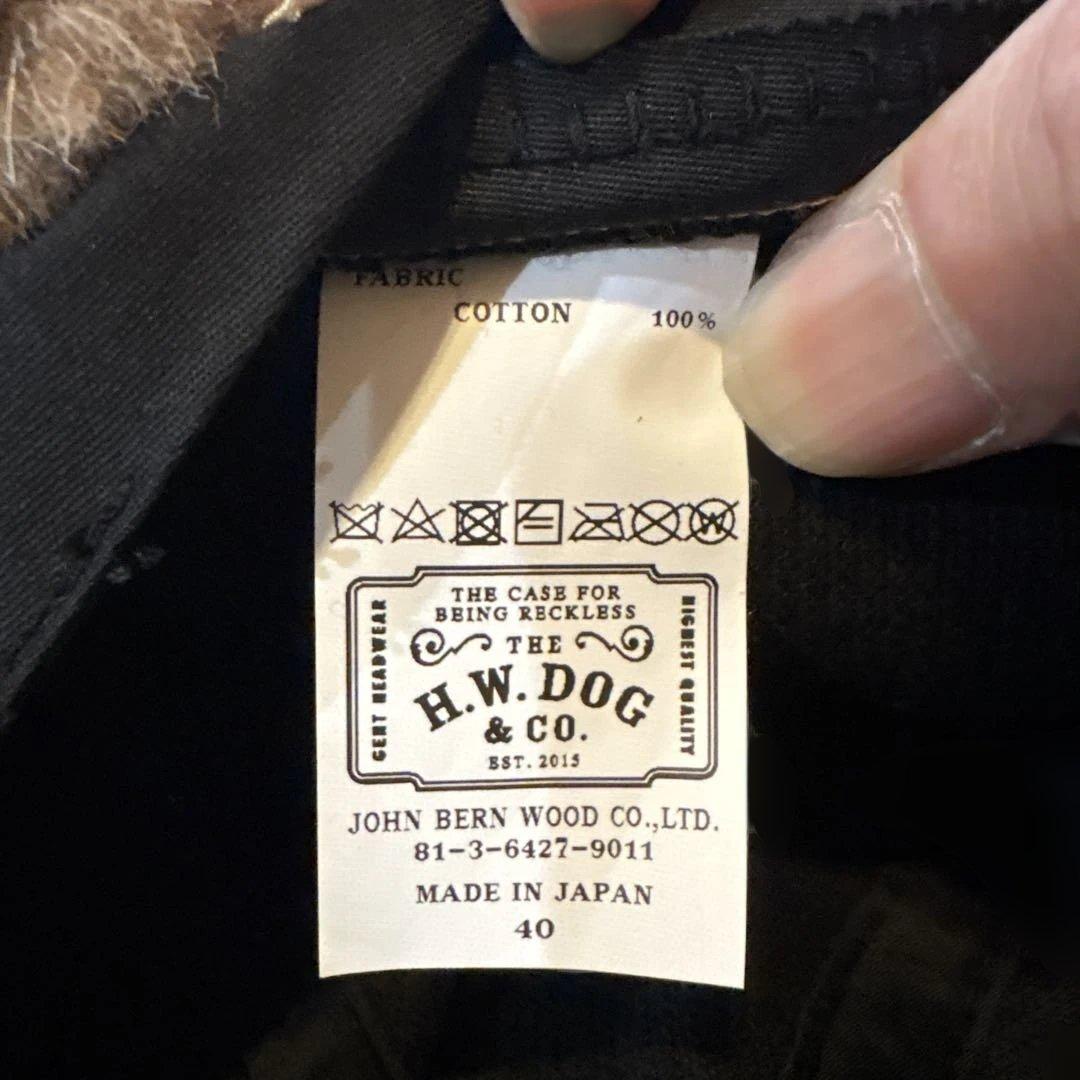 FABRIC
COTTON 100%
W
THE CASE FOR
BEING RECKLESS
GENT HEADWEAR
THE
H.W. DOG
& CO.
EST. 2015
HIGHEST QUALITY
JOHN BERN WOOD CO.,LTD.
81-3-6427-9011
MADE IN JAPAN
40